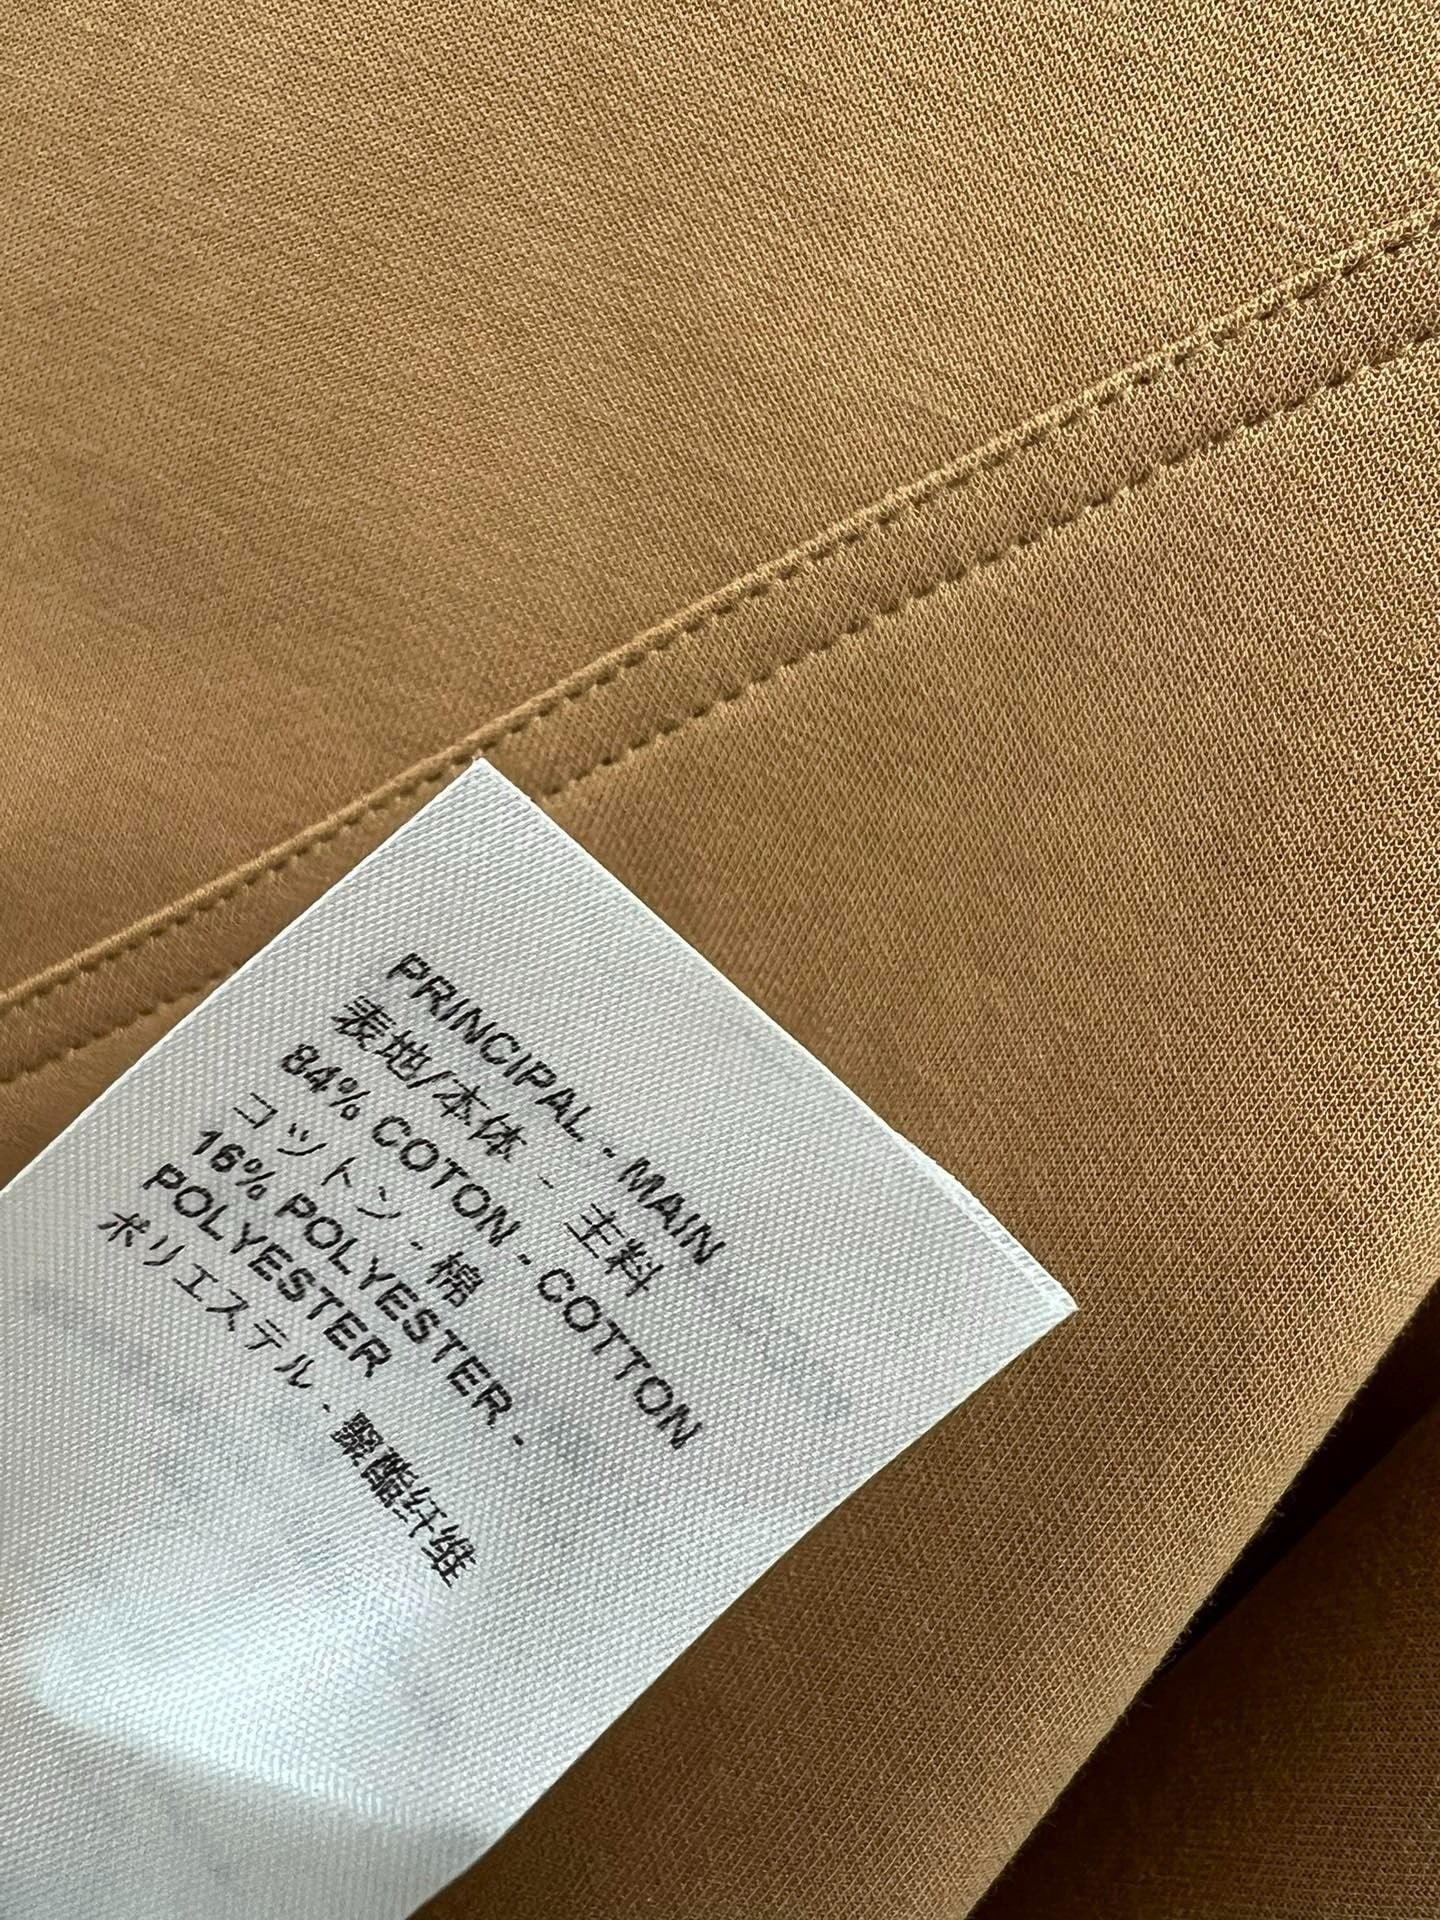 PRINCIPAL - MAIN
表地/本体 - 主料
84% COTON - COTTON
コットン - 棉
16% POLYESTER -
POLYESTER
ポリエステル - 聚酯纤维